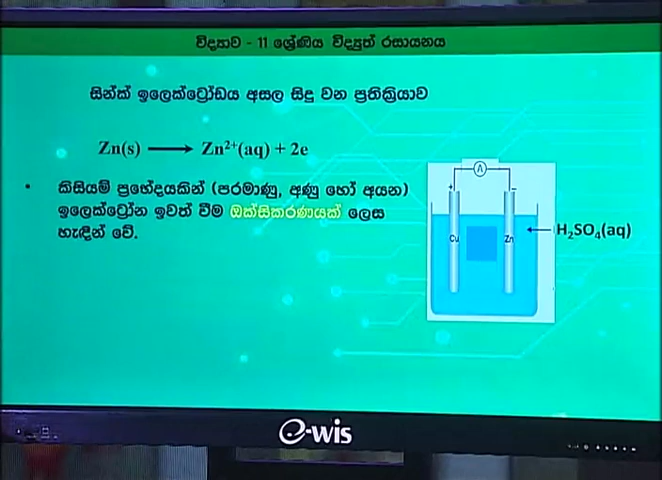 විද්‍යාව - 11 ශ්‍රේණිය විද්‍යුත් රසායනය
සින්ක් ඉලෙක්ට්‍රෝඩය අසල සිදු වන ප්‍රතික්‍රියාව
Zn(s) ⟶ Zn²⁺(aq) + 2e
• කිසියම් ප්‍රභේදයකින් (පරමාණු, අණු හෝ අයන)
ඉලෙක්ට්‍රෝන ඉවත් වීම ඔක්සිකරණයක් ලෙස
හැඳින් වේ.
A
+ −
Cu Zn
H₂SO₄(aq)
e-wis